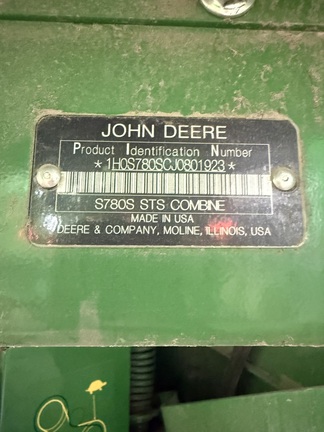 JOHN DEERE
Product Identification Number
*1H0S780SCJ0801923*
S780S STS COMBINE
MADE IN USA
DEERE & COMPANY, MOLINE, ILLINOIS, USA